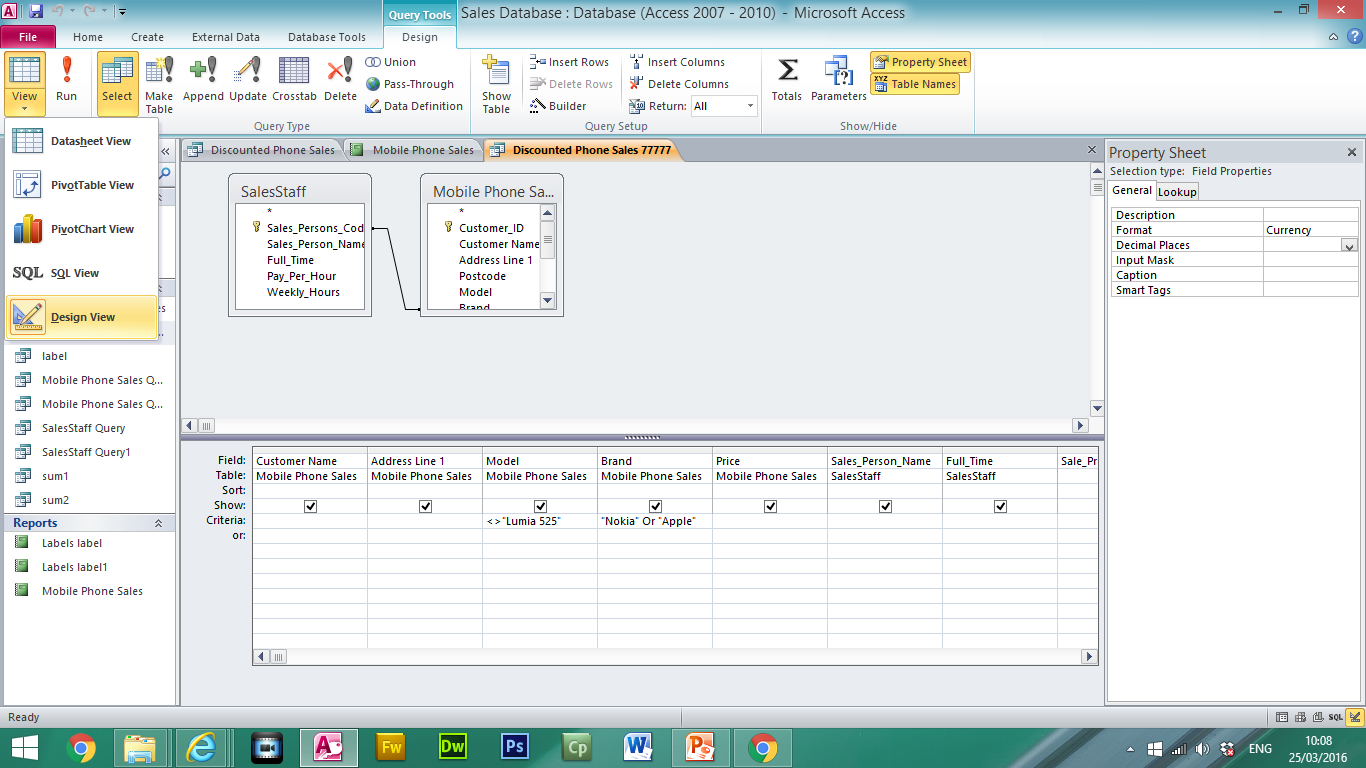 Query Tools
Sales Database : Database (Access 2007 - 2010) - Microsoft Access
File Home Create External Data Database Tools Design
View Run Select Make Table Append Update Crosstab Delete
Union
Pass-Through
Data Definition
Show Table
Insert Rows
Delete Rows
Builder
Insert Columns
Delete Columns
Return: All
Totals Parameters
Property Sheet
XYZ Table Names
Query Type Query Setup Show/Hide
Datasheet View
PivotTable View
PivotChart View
SQL SQL View
Design View
es
...
label
Mobile Phone Sales Q...
Mobile Phone Sales Q...
SalesStaff Query
SalesStaff Query1
sum1
sum2
Reports
Labels label
Labels label1
Mobile Phone Sales
Discounted Phone Sales Mobile Phone Sales Discounted Phone Sales 77777
SalesStaff
*
Sales_Persons_Cod
Sales_Person_Name
Full_Time
Pay_Per_Hour
Weekly_Hours
Mobile Phone Sa...
*
Customer_ID
Customer Name
Address Line 1
Postcode
Model
Brand
Field: Customer Name Address Line 1 Model Brand Price Sales_Person_Name Full_Time Sale_Pr
Table: Mobile Phone Sales Mobile Phone Sales Mobile Phone Sales Mobile Phone Sales Mobile Phone Sales SalesStaff SalesStaff
Sort:
Show:
Criteria: <>"Lumia 525" "Nokia" Or "Apple"
or:
Property Sheet
Selection type: Field Properties
General Lookup
Description
Format Currency
Decimal Places
Input Mask
Caption
Smart Tags
Ready
SQL
Fw Dw Ps Cp
ENG
10:08
25/03/2016